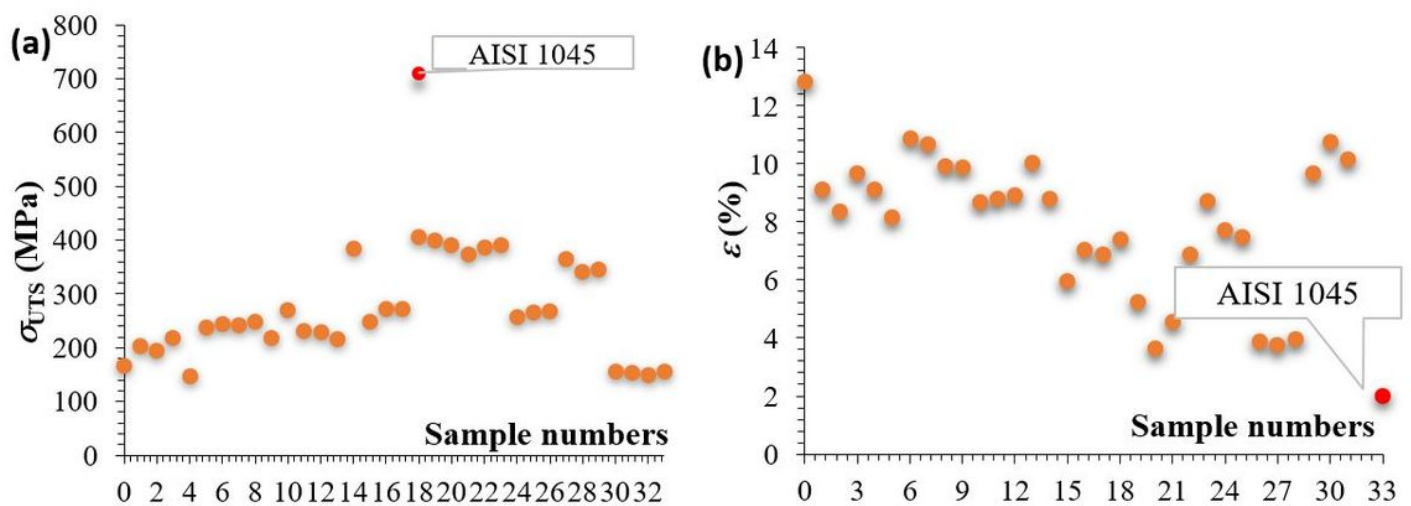 (a)
800
700
600
500
400
300
200
100
0
σUTS (MPa)
AISI 1045
Sample numbers
0 2 4 6 8 10 12 14 16 18 20 22 24 26 28 30 32
(b)
14
12
10
8
6
4
2
0
ε (%)
AISI 1045
Sample numbers
0 3 6 9 12 15 18 21 24 27 30 33